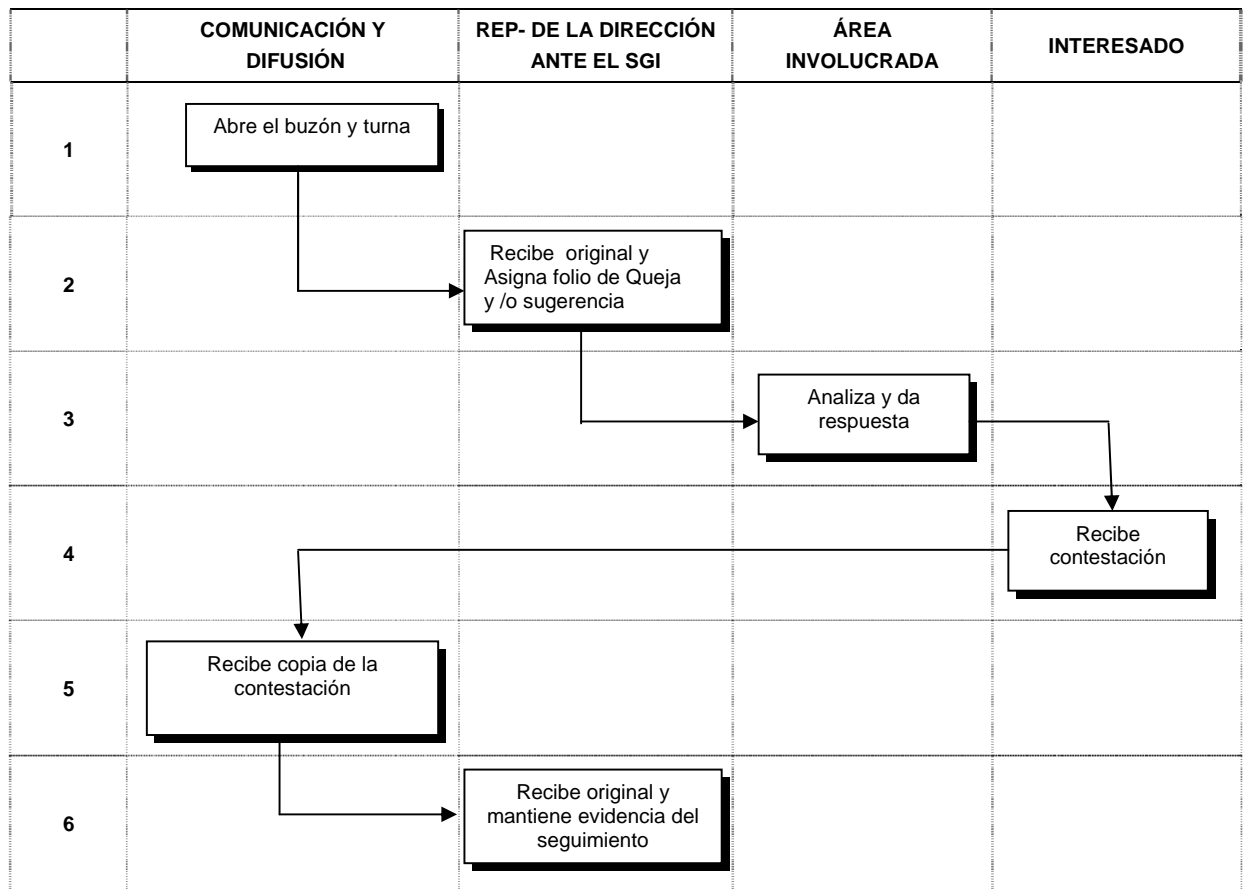 COMUNICACIÓN Y
DIFUSIÓN
REP- DE LA DIRECCIÓN
ANTE EL SGI
ÁREA
INVOLUCRADA
INTERESADO
1
Abre el buzón y turna
2
Recibe original y
Asigna folio de Queja
y /o sugerencia
3
Analiza y da
respuesta
4
Recibe
contestación
5
Recibe copia de la
contestación
6
Recibe original y
mantiene evidencia del
seguimiento